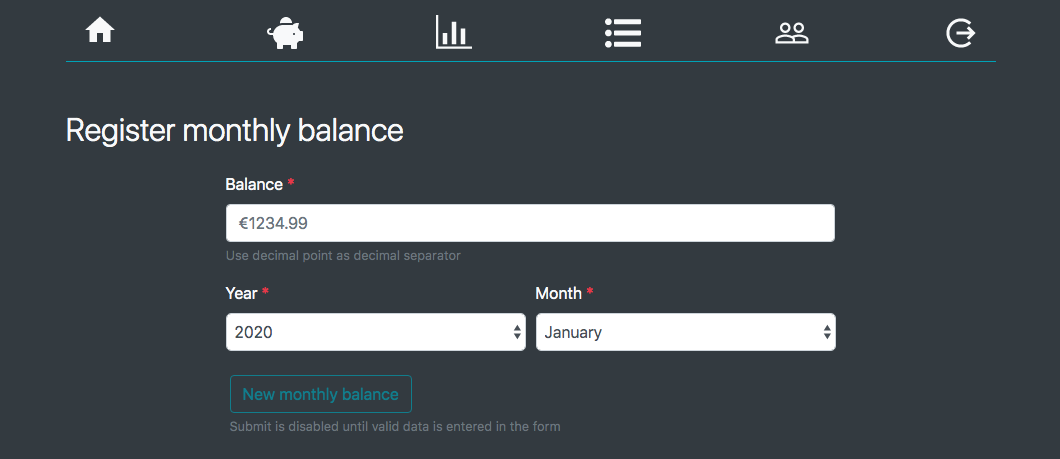 Register monthly balance
Balance *
€1234.99
Use decimal point as decimal separator
Year * Month *
2020 January
New monthly balance
Submit is disabled until valid data is entered in the form